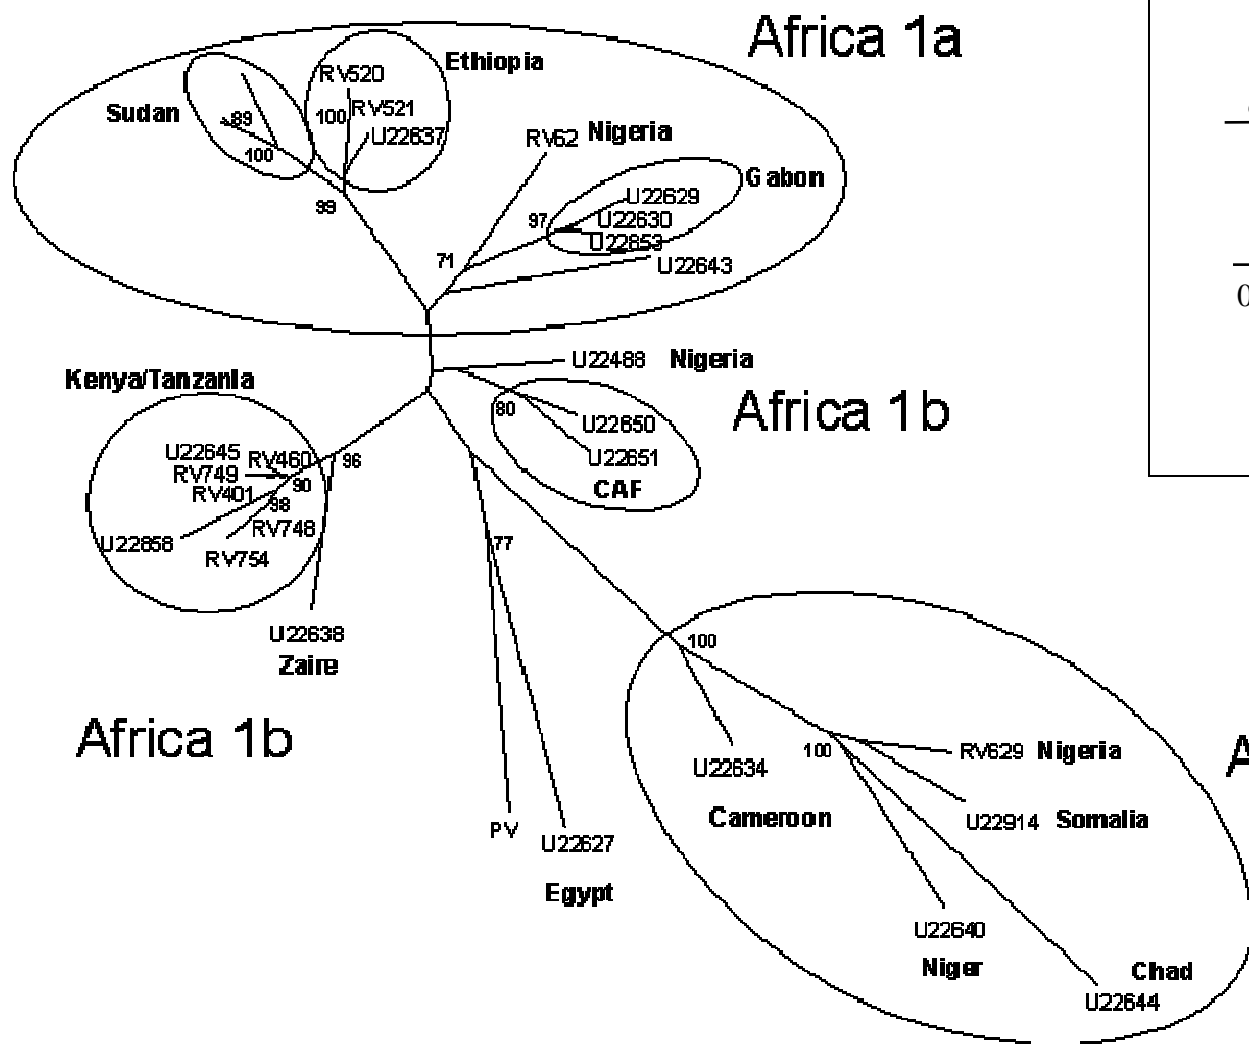 Africa 1a
Ethiopia
RV520
Sudan
89
100
RV521
U22637
100
RV62 Nigeria
Gabon
U22629
97
U22630
U22853
99
71
U22643
U22488 Nigeria
Kenya/Tanzania
80
U22650
Africa 1b
U22651
CAF
U22645
RV460
96
RV749
90
RV401
98
RV748
U22858
RV754
77
U22638
Zaire
100
Africa 1b
100
RV629 Nigeria
A
U22634
Cameroon
U22914 Somalia
PV
U22627
Egypt
U22640
Niger
Chad
U22644
0